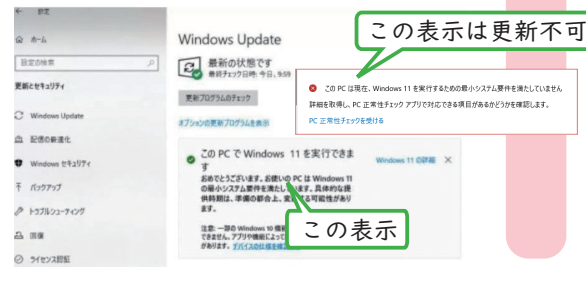 ← 設定
この表示は更新不可
ホーム
設定の検索
更新とセキュリティ
Windows Update
配信の最適化
Windows セキュリティ
バックアップ
トラブルシューティング
回復
ライセンス認証
Windows Update
最新の状態です
最終チェック日時: 今日、9:59
更新プログラムのチェック
オプションの更新プログラムを表示
この PC は現在、Windows 11 を実行するための最小システム要件を満たしていません
詳細を取得し、PC 正常性チェック アプリで対応できる項目があるかどうかを確認します。
PC 正常性チェックを受ける
この PC で Windows 11 を実行できま
す
Windows 11 の詳細 ×
おめでとうございます。お使いの PC は Windows 11
の最小システム要件を満たし ます。具体的な提
供時期は、準備の都合上、変 る可能性があり
ます。
注意: 一部の Windows 10 機
できません。アプリや機能によって
があります。デバイスの仕様を確
この表示